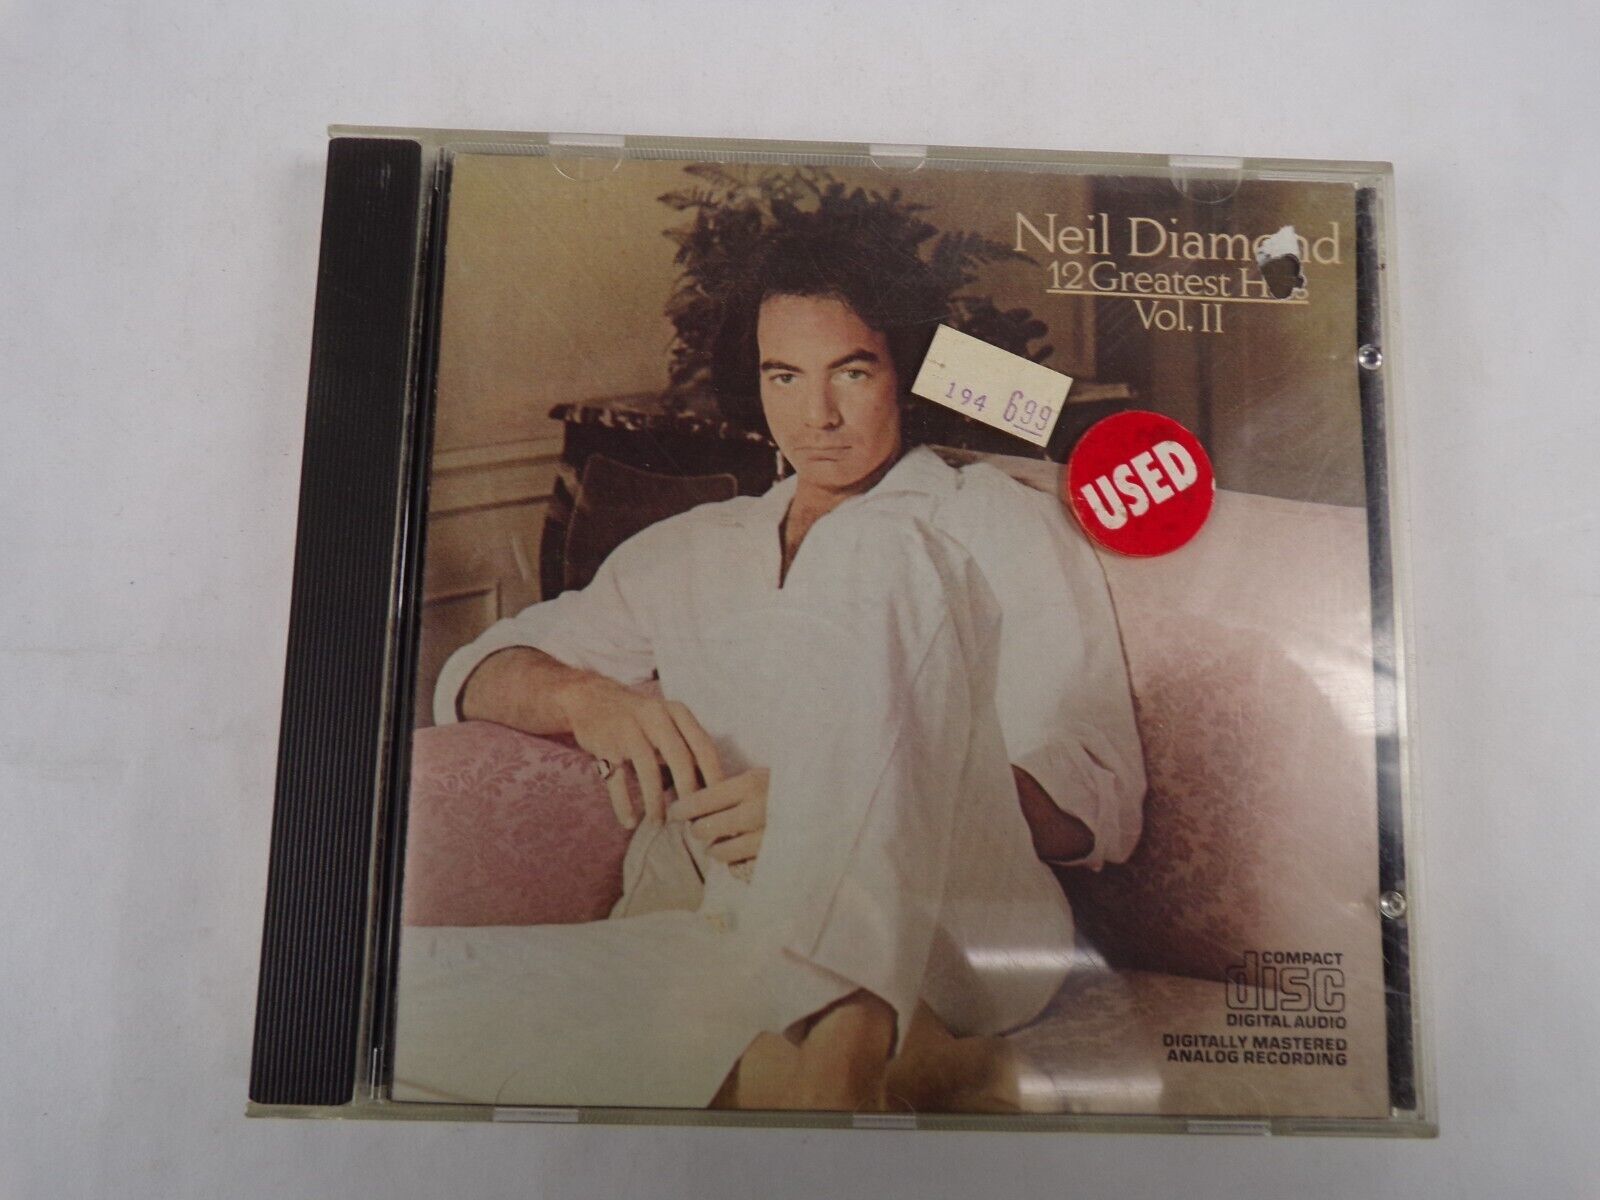 Neil Diamond
12 Greatest Hits
Vol. II
194 699
USED
COMPACT
disc
DIGITAL AUDIO
DIGITALLY MASTERED
ANALOG RECORDING